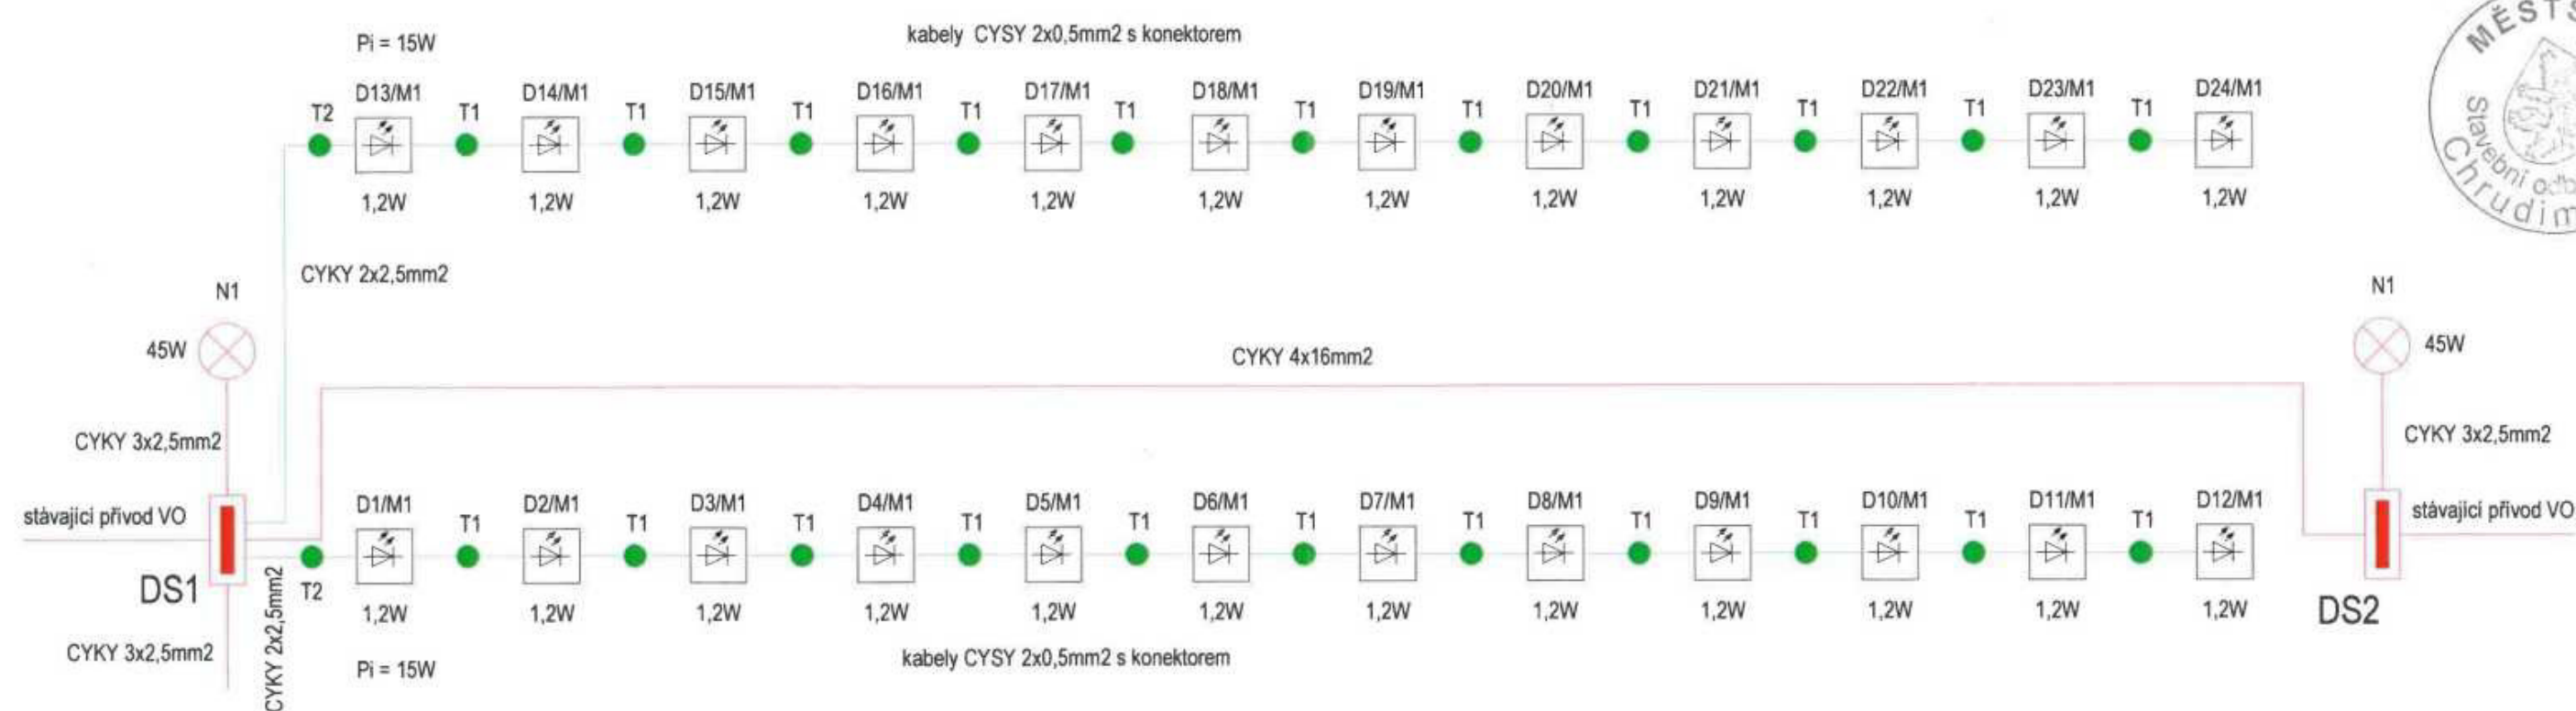 Pi = 15W
kabely CYSY 2x0,5mm2 s konektorem
T2 D13/M1 T1 D14/M1 T1 D15/M1 T1 D16/M1 T1 D17/M1 T1 D18/M1 T1 D19/M1 T1 D20/M1 T1 D21/M1 T1 D22/M1 T1 D23/M1 T1 D24/M1
1,2W 1,2W 1,2W 1,2W 1,2W 1,2W 1,2W 1,2W 1,2W 1,2W 1,2W 1,2W
Stavební
Chrudim
CYKY 2x2,5mm2
N1
45W
CYKY 4x16mm2
N1
45W
CYKY 3x2,5mm2
CYKY 3x2,5mm2
stávající přívod VO
DS1
D1/M1 T1 D2/M1 T1 D3/M1 T1 D4/M1 T1 D5/M1 T1 D6/M1 T1 D7/M1 T1 D8/M1 T1 D9/M1 T1 D10/M1 T1 D11/M1 T1 D12/M1
stávající přívod VO
DS2
T2
1,2W 1,2W 1,2W 1,2W 1,2W 1,2W 1,2W 1,2W 1,2W 1,2W 1,2W 1,2W
CYKY 3x2,5mm2
CYKY 2x2,5mm2
Pi = 15W
kabely CYSY 2x0,5mm2 s konektorem